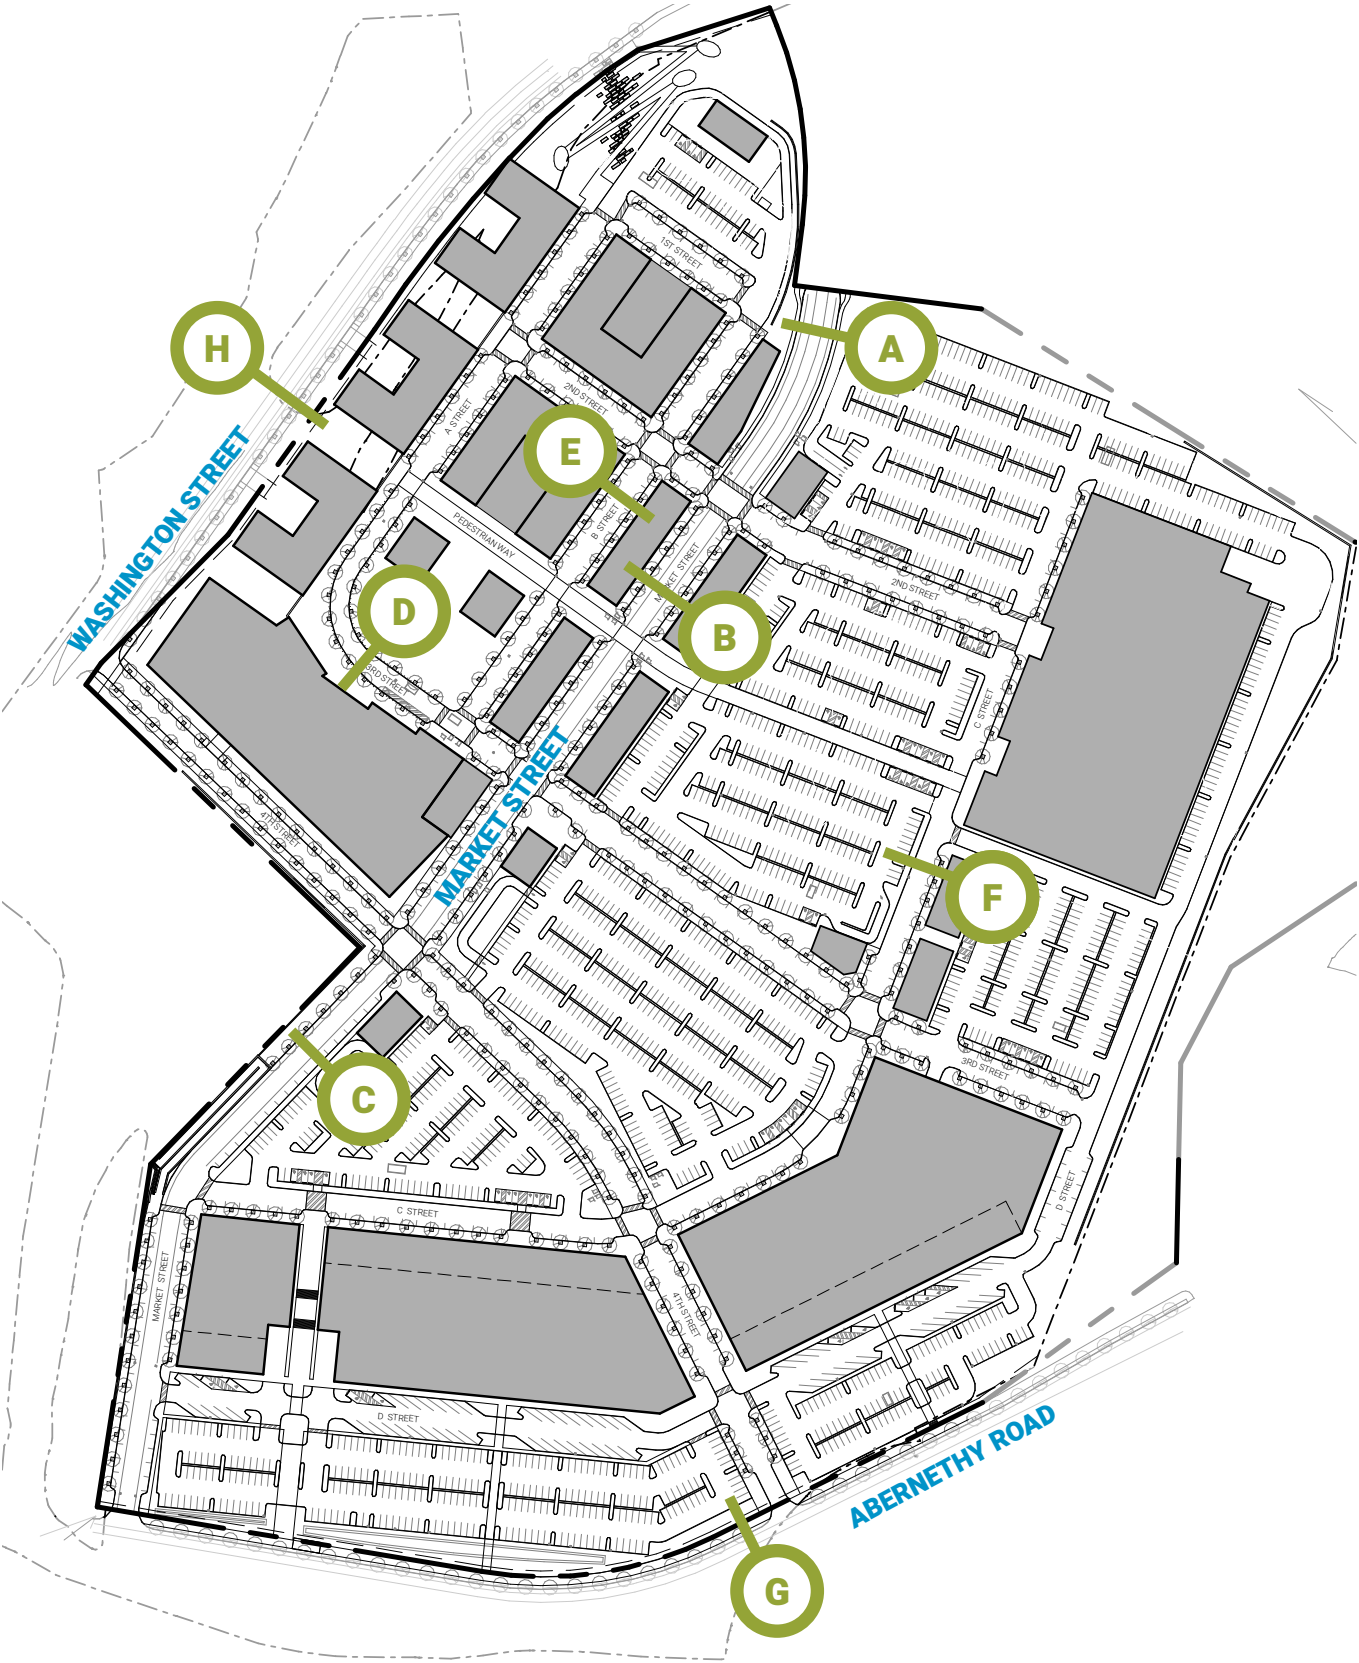 1ST STREET
A
H
2ND STREET
A STREET
E
WASHINGTON STREET
PEDESTRIAN WAY
B STREET
MARKET STREET
2ND STREET
D
B
3RD STREET
C STREET
MARKET STREET
4TH STREET
F
C
3RD STREET
D STREET
C STREET
MARKET STREET
4TH STREET
D STREET
ABERNETHY ROAD
G